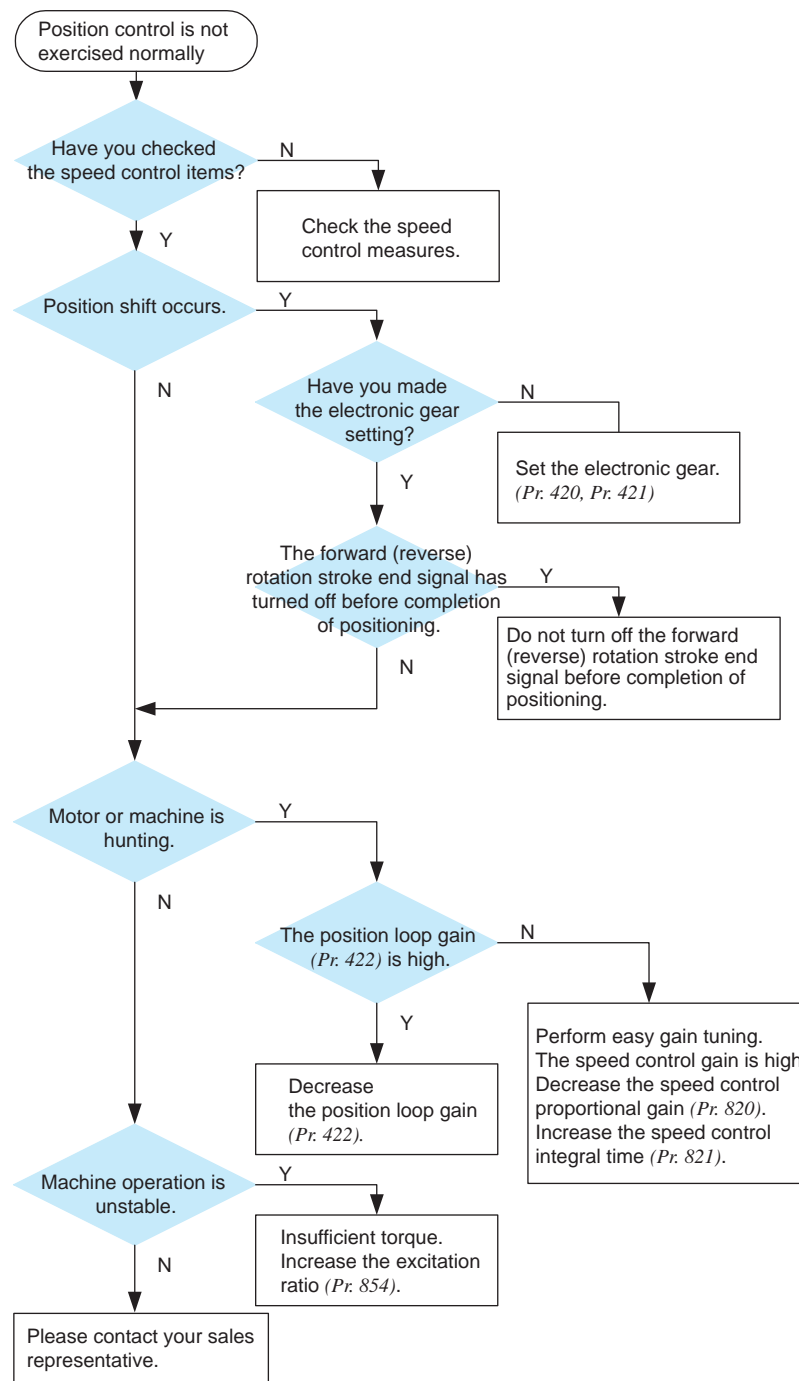 Position control is not
exercised normally
Have you checked
the speed control items?
N
Check the speed
control measures.
Y
Position shift occurs.
Y
N
Have you made
the electronic gear
setting?
N
Set the electronic gear.
(Pr. 420, Pr. 421)
Y
The forward (reverse)
rotation stroke end signal has
turned off before completion
of positioning.
Y
Do not turn off the forward
(reverse) rotation stroke end
signal before completion of
positioning.
N
Motor or machine is
hunting.
Y
N
The position loop gain
(Pr. 422) is high.
N
Y
Perform easy gain tuning.
The speed control gain is high
Decrease the speed control
proportional gain (Pr. 820).
Increase the speed control
integral time (Pr. 821).
Decrease
the position loop gain
(Pr. 422).
Machine operation is
unstable.
Y
Insufficient torque.
Increase the excitation
ratio (Pr. 854).
N
Please contact your sales
representative.